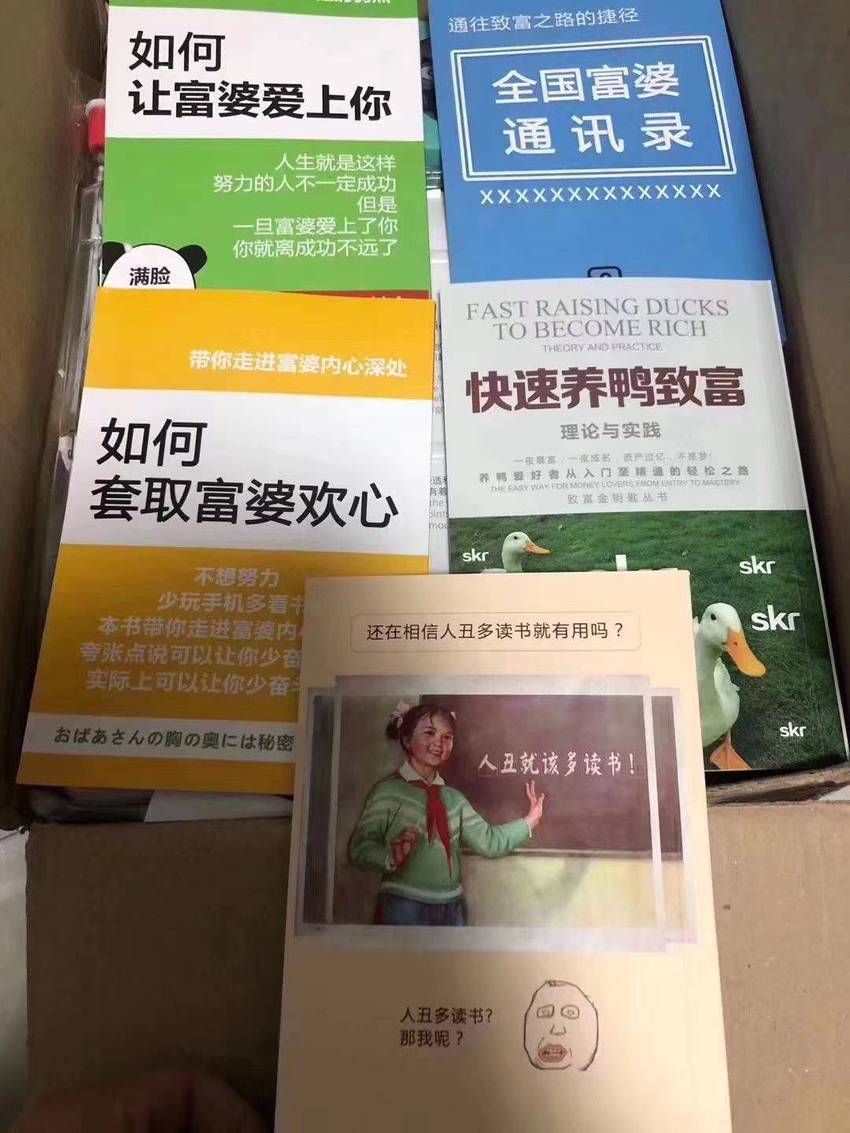 如何
让富婆爱上你
人生就是这样
努力的人不一定成功
但是
一旦富婆爱上了你
你就离成功不远了
满脸
通往致富之路的捷径
全国富婆
通讯录
XXXXXXXXXXXXXX
带你走进富婆内心深处
如何
套取富婆欢心
不想努力
少玩手机多看书
本书带你走进富婆内心
夸张点说可以让你少奋
实际上可以让你少奋斗
おばあさんの胸の奥には秘密
FAST RAISING DUCKS
TO BECOME RICH
THEORY AND PRACTICE
快速养鸭致富
理论与实践
一夜暴富，一夜成名，资产过亿，不是梦！
养鸭爱好者从入门至精通的轻松之路
THE EASY WAY FOR MONEY LOVERS FROM ENTRY TO MASTERY
致富金钥匙丛书
skr
skr
skr
skr
还在相信人丑多读书就有用吗？
人丑就该多读书！
人丑多读书？
那我呢？